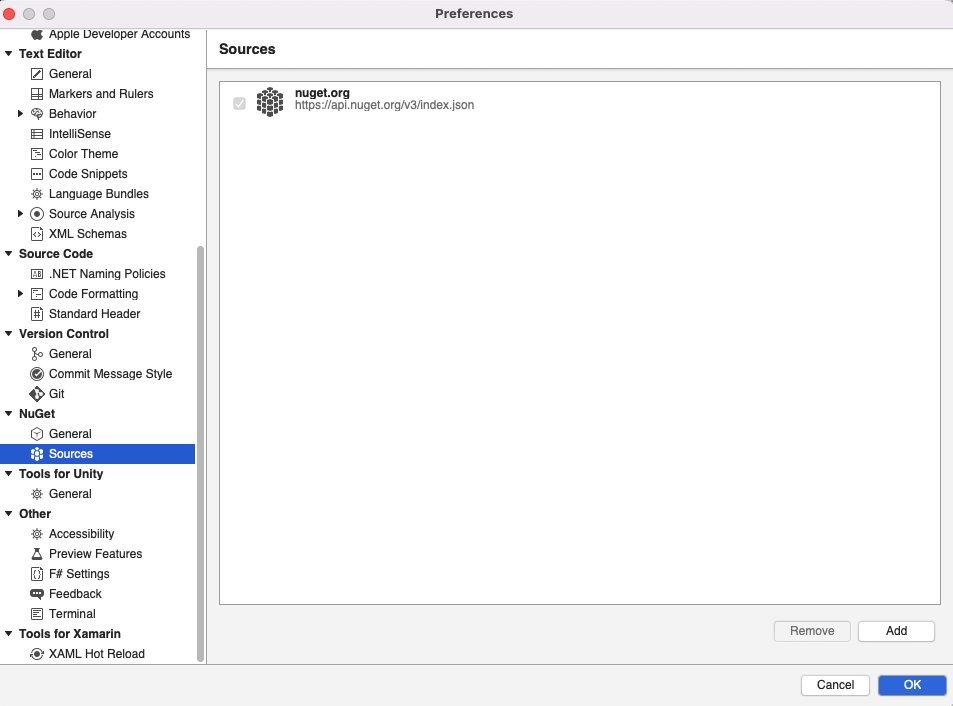 Preferences
Apple Developer Accounts
Text Editor
General
Markers and Rulers
Behavior
IntelliSense
Color Theme
Code Snippets
Language Bundles
Source Analysis
XML Schemas
Source Code
.NET Naming Policies
Code Formatting
Standard Header
Version Control
General
Commit Message Style
Git
NuGet
General
Sources
Tools for Unity
General
Other
Accessibility
Preview Features
F# Settings
Feedback
Terminal
Tools for Xamarin
XAML Hot Reload
Sources
nuget.org
https://api.nuget.org/v3/index.json
Remove
Add
Cancel
OK